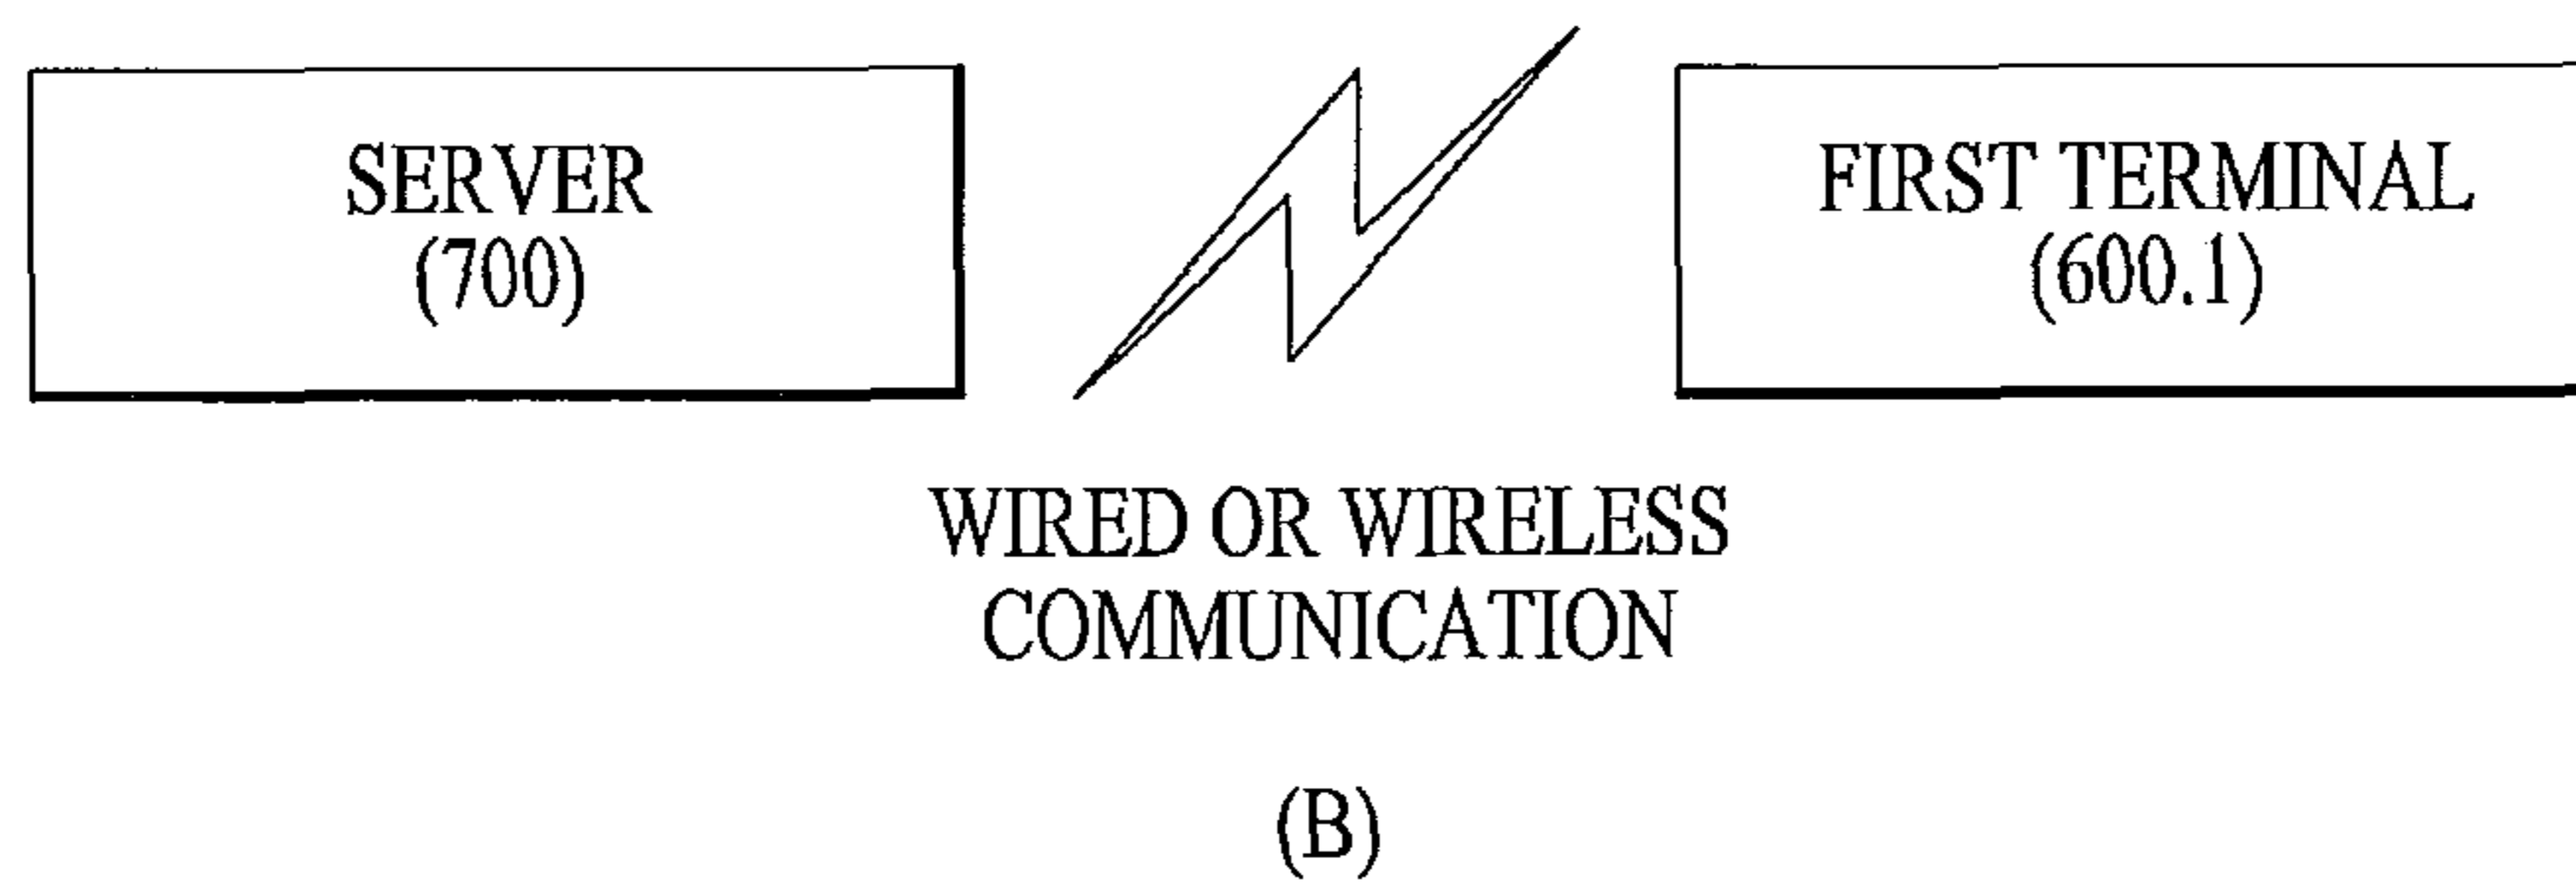 SERVER
(700)
FIRST TERMINAL
(600.1)
WIRED OR WIRELESS
COMMUNICATION
(B)